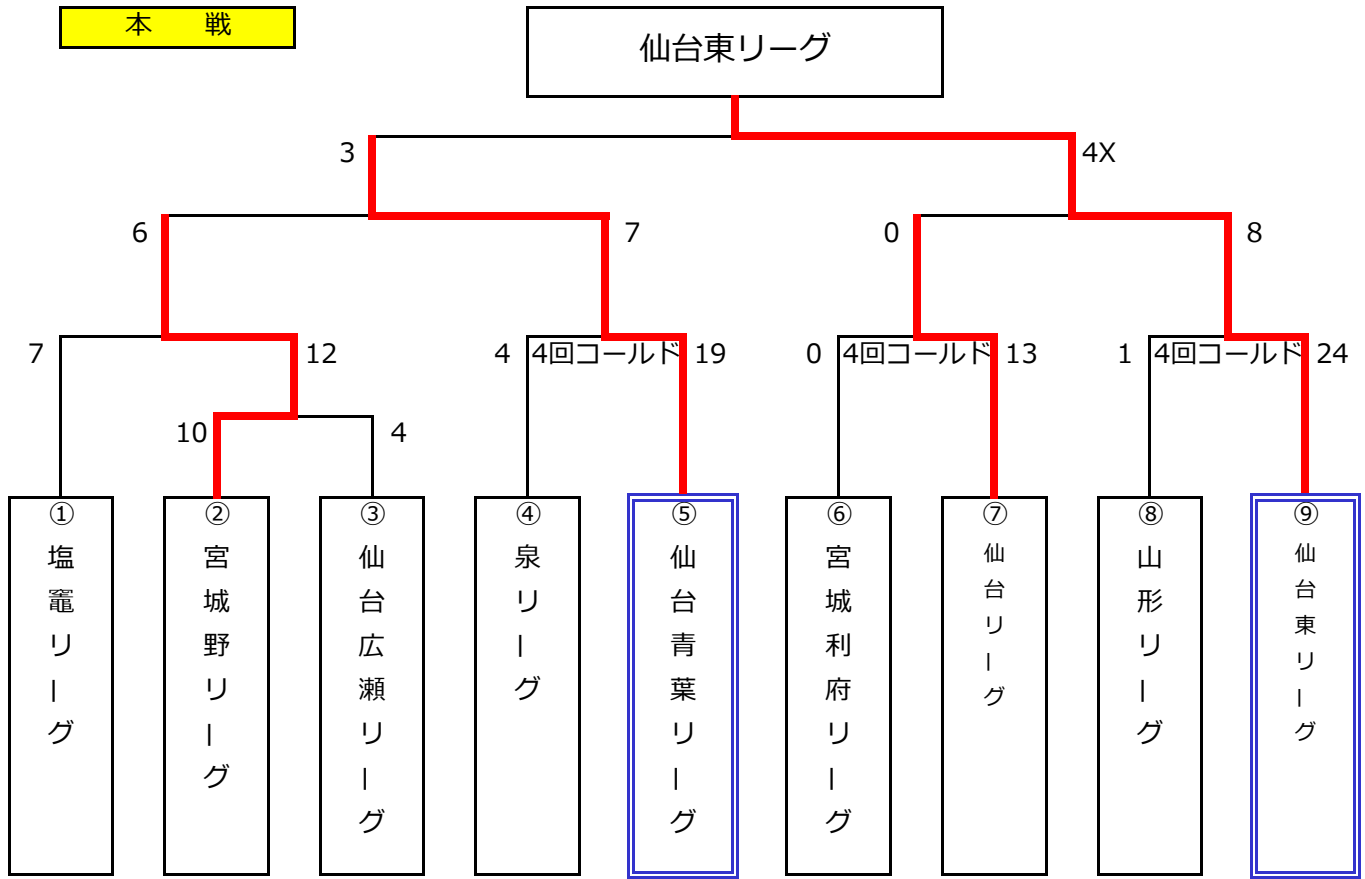 本　戦
仙台東リーグ
3
4X
6
7
0
8
7
12
4
4回コールド
19
0
4回コールド
13
1
4回コールド
24
10
4
①
塩竈リーグ
②
宮城野リーグ
③
仙台広瀬リーグ
④
泉リーグ
⑤
仙台青葉リーグ
⑥
宮城利府リーグ
⑦
仙台リーグ
⑧
山形リーグ
⑨
仙台東リーグ